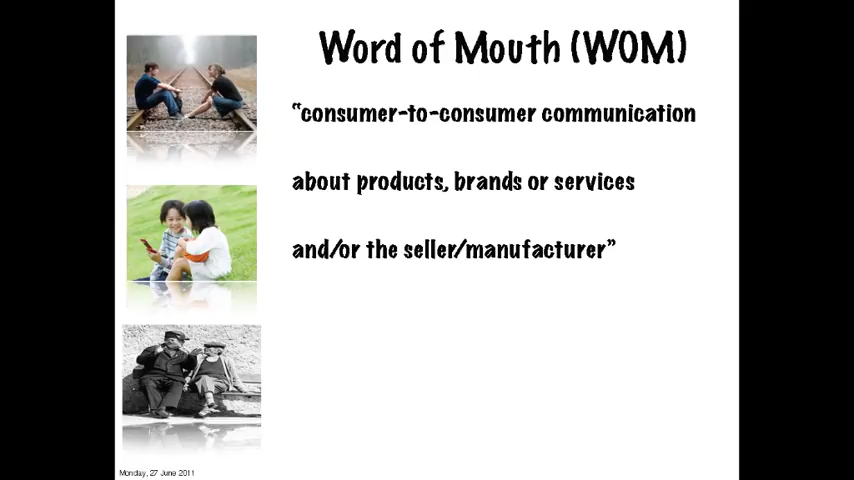 Word of Mouth (WOM)
“consumer-to-consumer communication
about products, brands or services
and/or the seller/manufacturer”
Monday, 27 June 2011